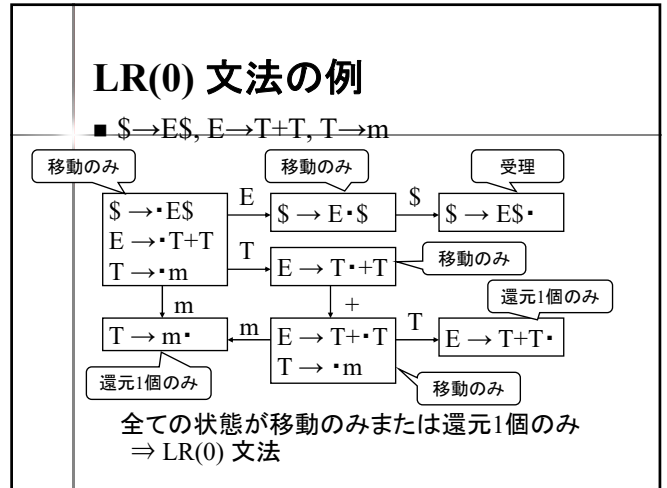 LR(0) 文法の例
■ $→E$, E→T+T, T→m
移動のみ
移動のみ
受理
$ →・E$
E →・T+T
T →・m
E
$ → E・$
$
$ → E$・
T
E → T・+T
移動のみ
還元1個のみ
m
+
T → m・
m
E → T+・T
T → ・m
T
E → T+T・
還元1個のみ
移動のみ
全ての状態が移動のみまたは還元1個のみ
⇒ LR(0) 文法